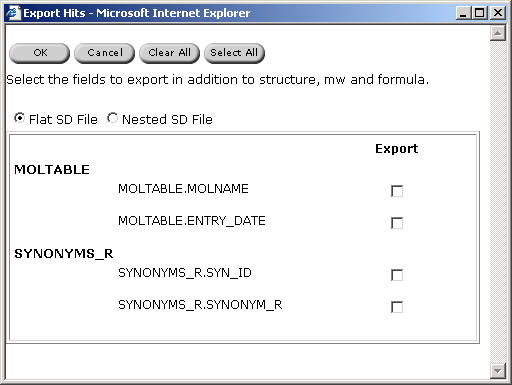 Export Hits - Microsoft Internet Explorer
OK Cancel Clear All Select All
Select the fields to export in addition to structure, mw and formula.
Flat SD File Nested SD File
Export
MOLTABLE
MOLTABLE.MOLNAME
MOLTABLE.ENTRY_DATE
SYNONYMS_R
SYNONYMS_R.SYN_ID
SYNONYMS_R.SYNONYM_R